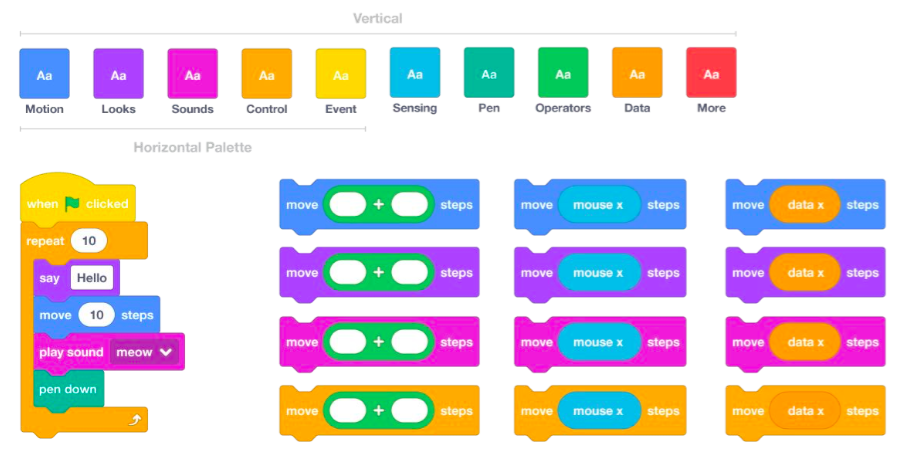 Vertical
Aa Aa Aa Aa Aa Aa Aa Aa Aa Aa
Motion Looks Sounds Control Event Sensing Pen Operators Data More
Horizontal Palette
when clicked
repeat 10
say Hello
move 10 steps
play sound meow
pen down
move + steps
move mouse x steps
move data x steps
move + steps
move mouse x steps
move data x steps
move + steps
move mouse x steps
move data x steps
move + steps
move mouse x steps
move data x steps